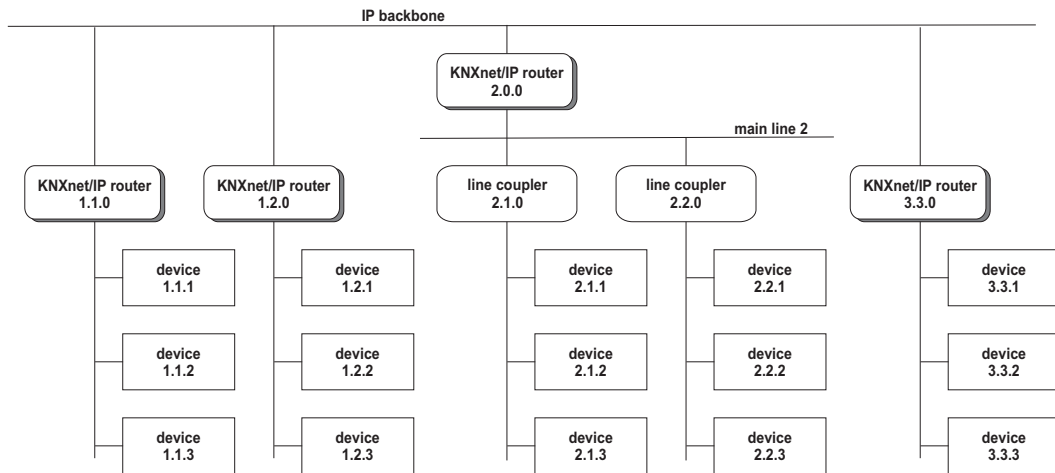 IP backbone
KNXnet/IP router
2.0.0
main line 2
KNXnet/IP router
1.1.0
KNXnet/IP router
1.2.0
line coupler
2.1.0
line coupler
2.2.0
KNXnet/IP router
3.3.0
device
1.1.1
device
1.2.1
device
2.1.1
device
2.2.1
device
3.3.1
device
1.1.2
device
1.2.2
device
2.1.2
device
2.2.2
device
3.3.2
device
1.1.3
device
1.2.3
device
2.1.3
device
2.2.3
device
3.3.3